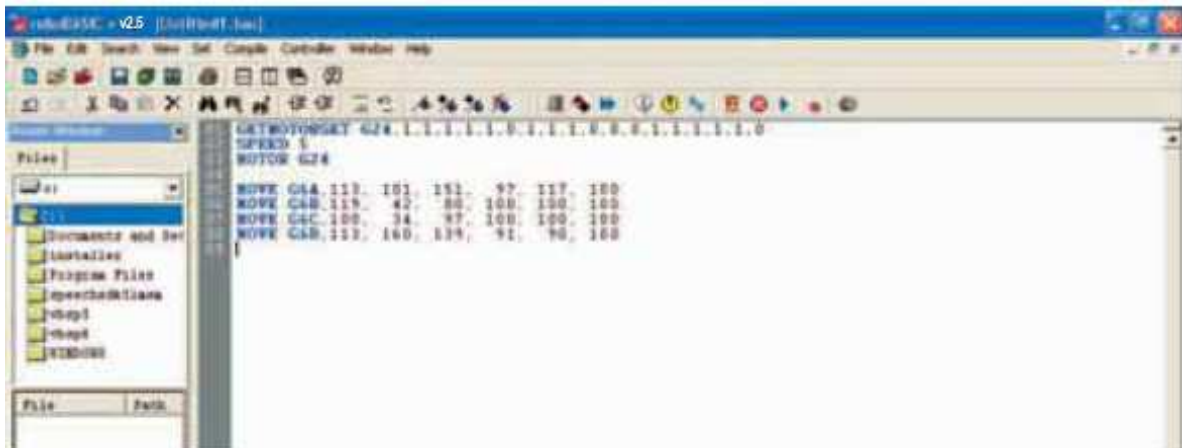 roboBASIC - v2.5 [Untitled1.bas]
File Edit Search View Set Compile Controller Window Help
Files
c:
C:\
Documents and Set
installer
Program Files
vbsp5
vbsp6
WINDOWS
File Path
GETMOTORSET G24,1,1,1,1,1,0,1,1,1,0,0,0,1,1,1,1,1,0
SPEED 5
MOTOR G24
MOVE G6A,113, 101, 151, 97, 117, 100
MOVE G6B,119, 42, 80, 100, 100, 100
MOVE G6C,100, 34, 97, 100, 100, 100
MOVE G6D,113, 160, 139, 91, 90, 100